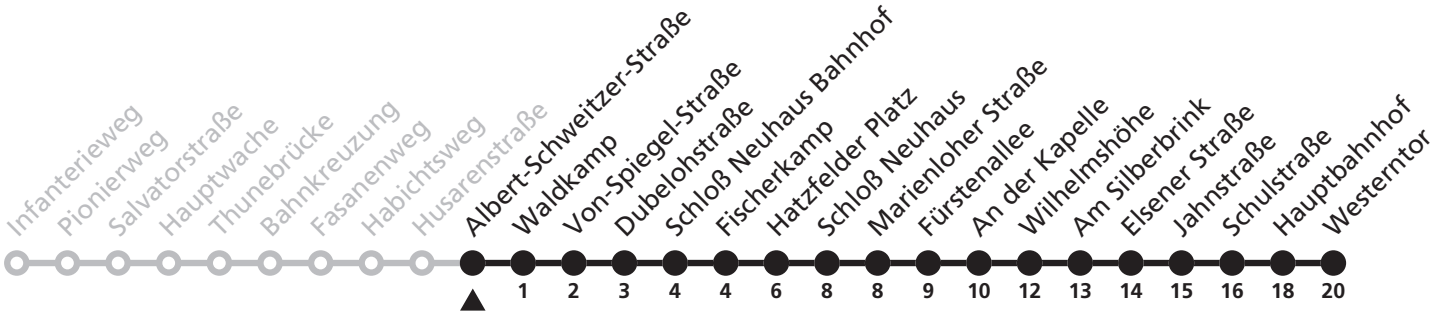 Infanterieweg
Pionierweg
Salvatorstraße
Hauptwache
Thunebrücke
Bahnkreuzung
Fasanenweg
Habichtsweg
Husarenstraße
Albert-Schweitzer-Straße
Waldkamp
Von-Spiegel-Straße
Dubelohstraße
Schloß Neuhaus Bahnhof
Fischerkamp
Hatzfelder Platz
Schloß Neuhaus
Marienloher Straße
Fürstenallee
An der Kapelle
Wilhelmshöhe
Am Silberbrink
Elsener Straße
Jahnstraße
Schulstraße
Hauptbahnhof
Westerntor
1 2 3 4 4 6 8 8 9 10 12 13 14 15 16 18 20